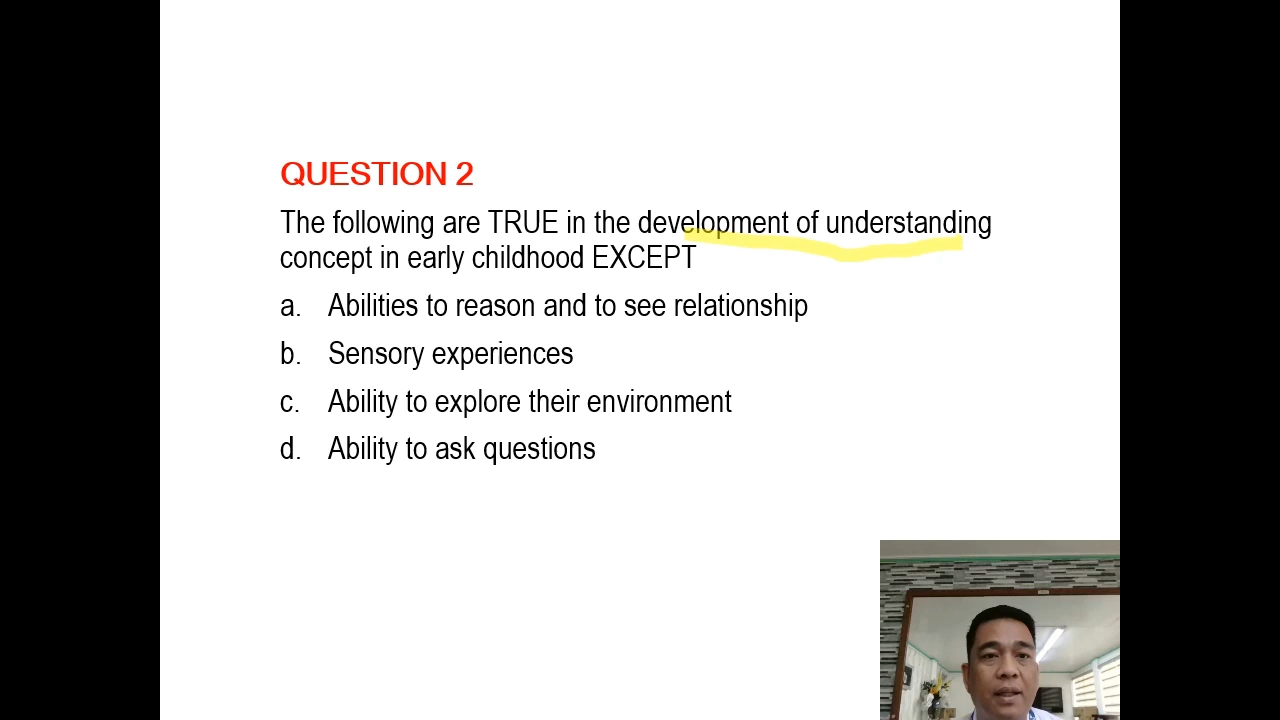 QUESTION 2
The following are TRUE in the development of understanding
concept in early childhood EXCEPT
a. Abilities to reason and to see relationship
b. Sensory experiences
c. Ability to explore their environment
d. Ability to ask questions